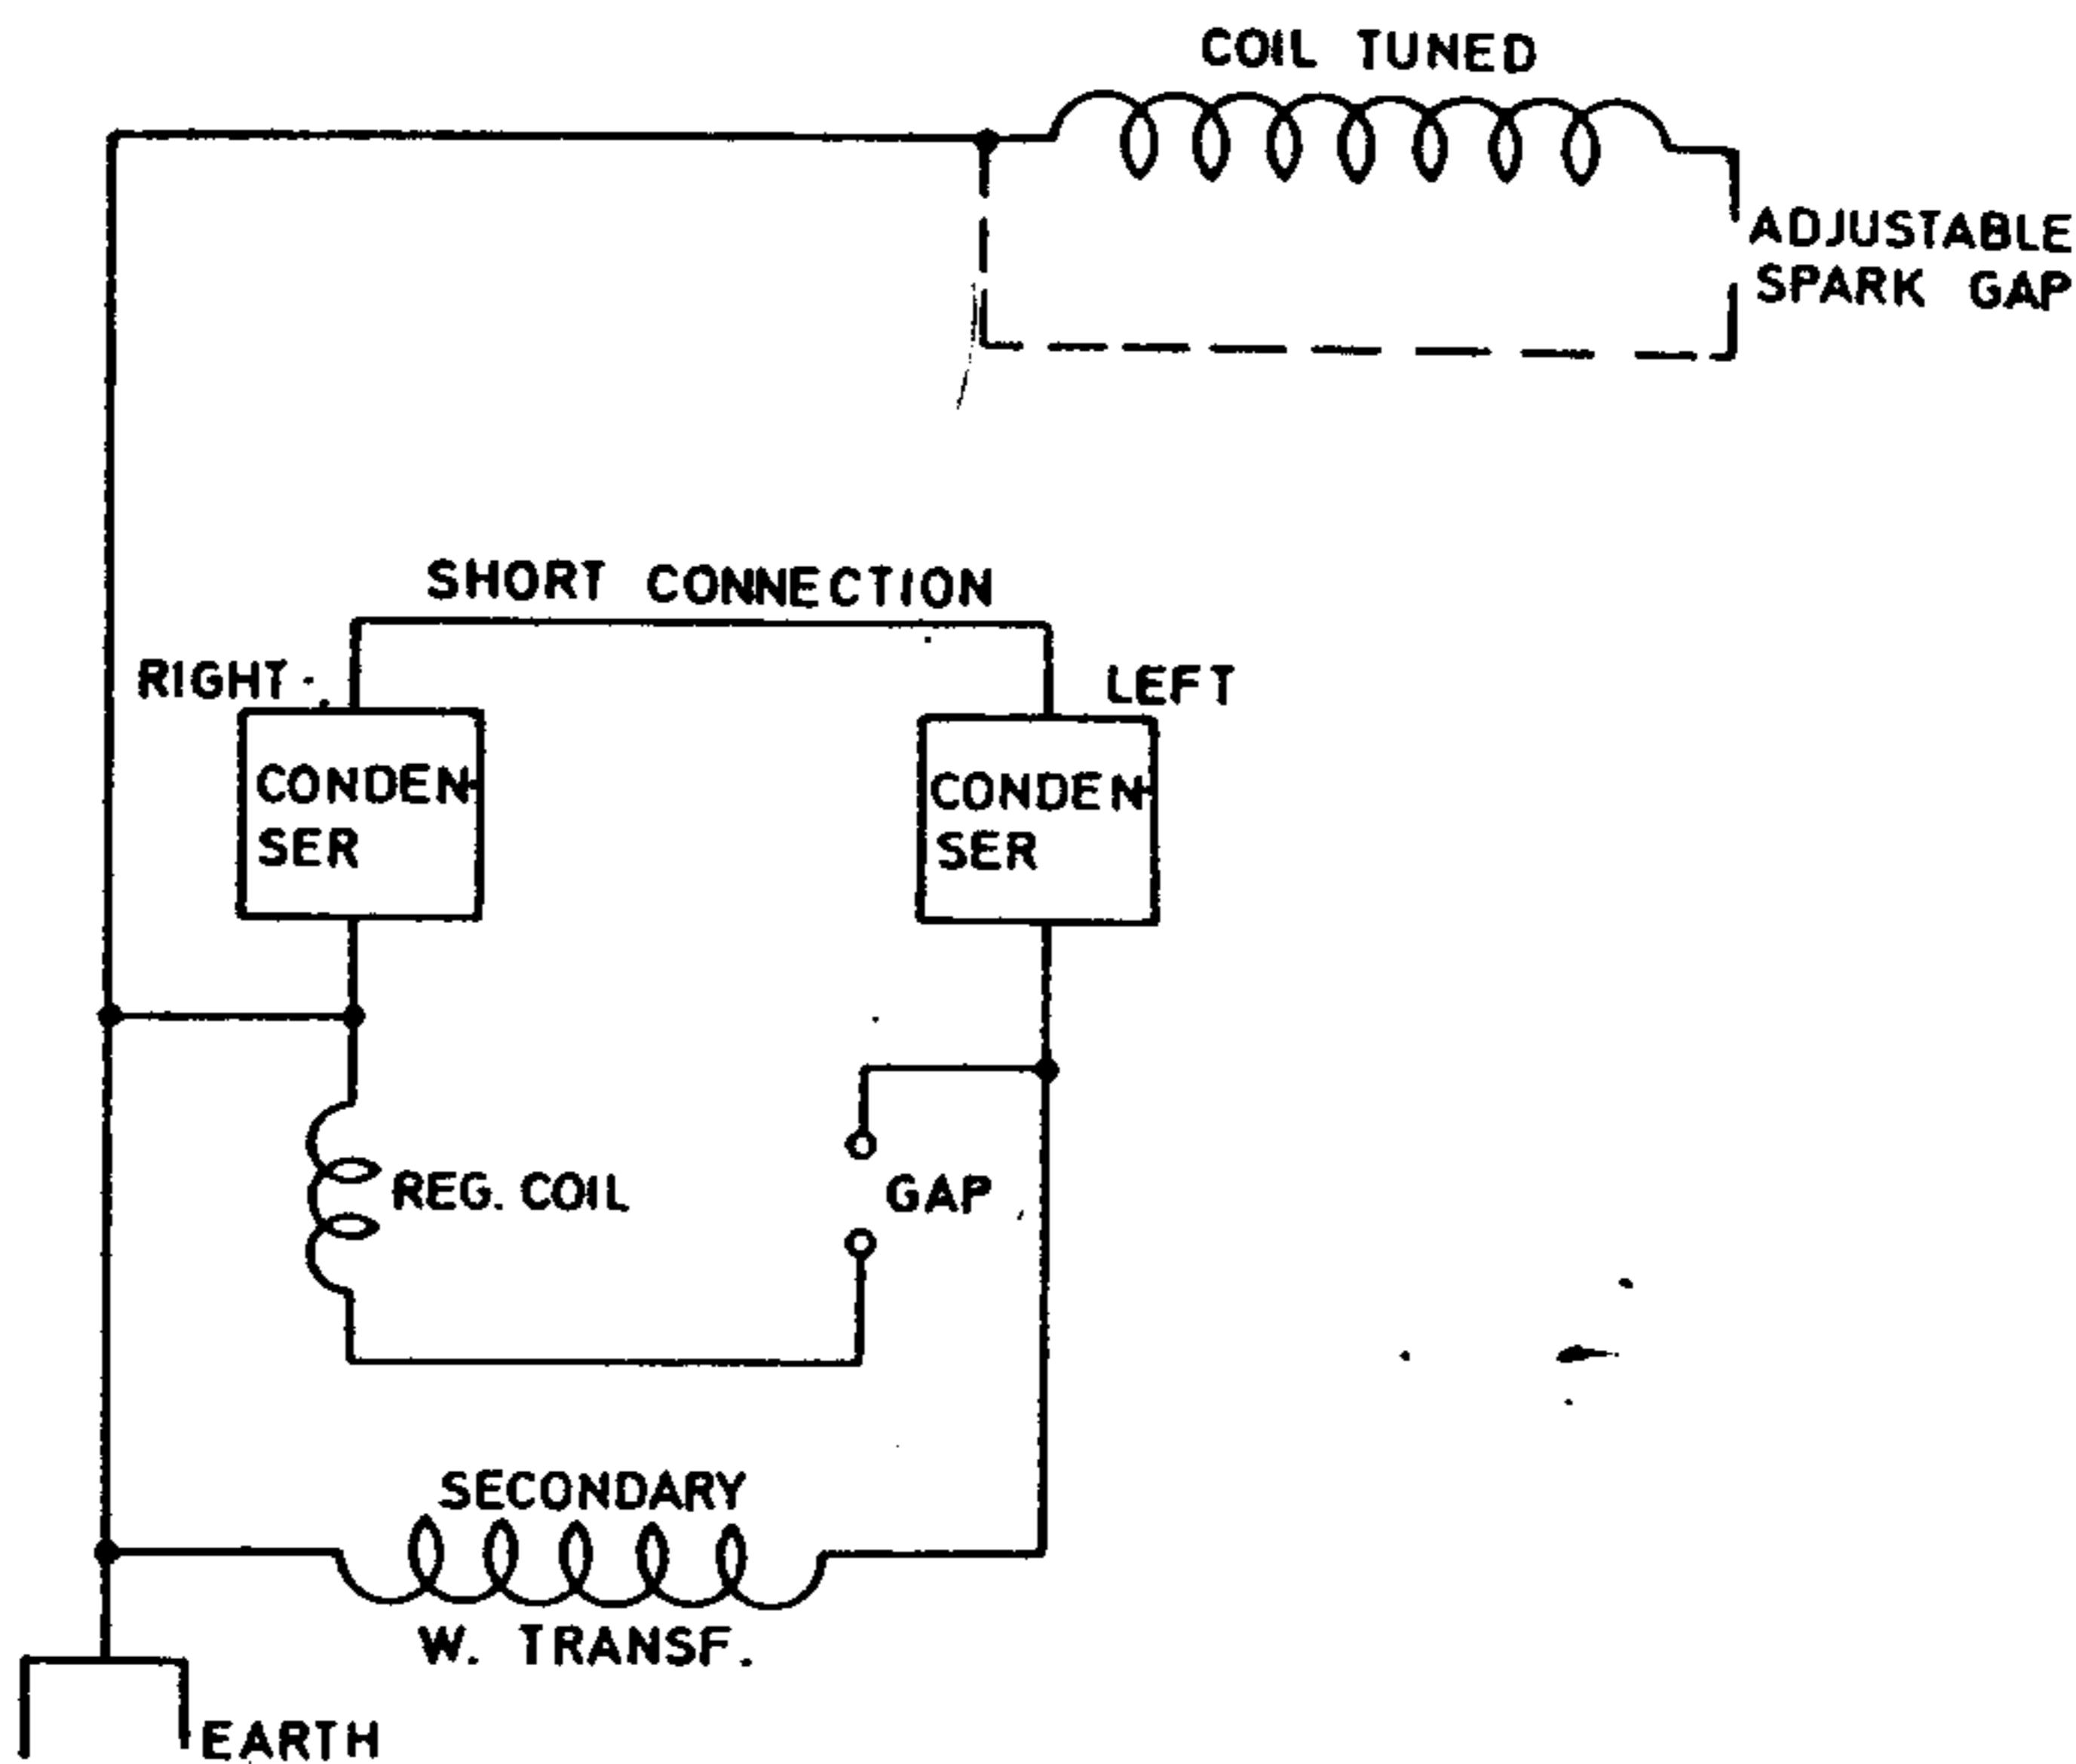 COIL TUNED
ADJUSTABLE
SPARK GAP
SHORT CONNECTION
RIGHT
LEFT
CONDEN-
SER
CONDEN-
SER
REG. COIL
GAP
SECONDARY
W. TRANSF.
EARTH